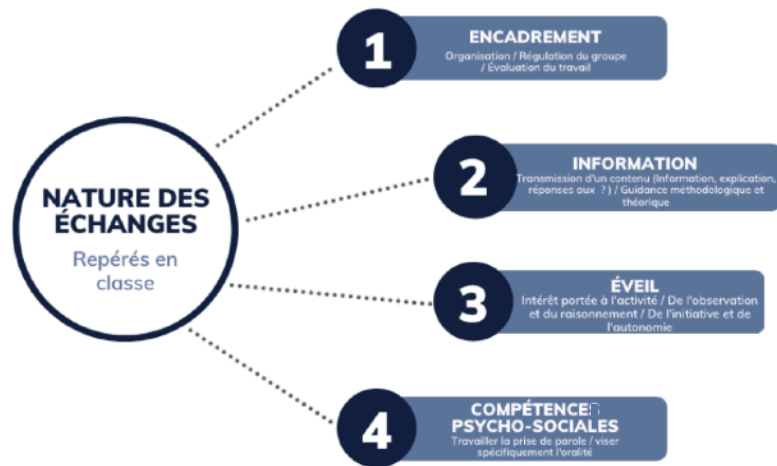 NATURE DES
ÉCHANGES
Repérés en
classe
1
ENCADREMENT
Organisation / Régulation du groupe
/ Évaluation du travail
2
INFORMATION
Transmission d'un contenu (Information, explication,
réponses aux ? ) / Guidance méthodologique et
théorique
3
ÉVEIL
Intérêt portée à l'activité / De l'observation
et du raisonnement / De l'initiative et de
l'autonomie
4
COMPÉTENCES
PSYCHO-SOCIALES
Travailler la prise de parole / viser
spécifiquement l'oralité